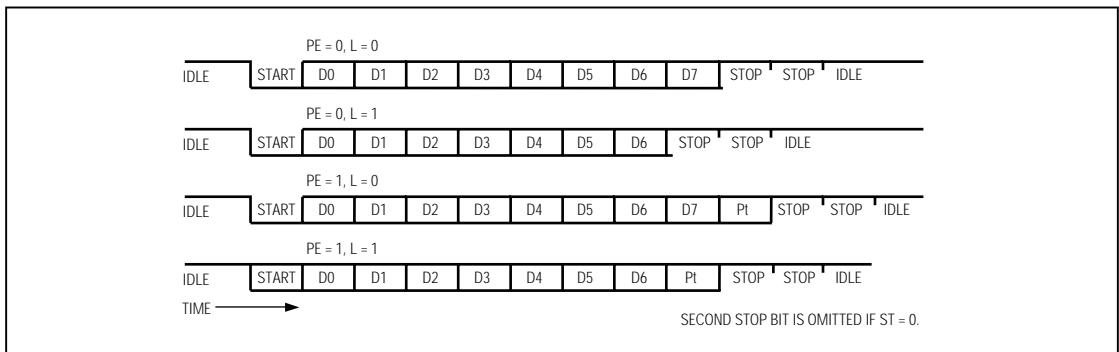 PE = 0, L = 0
IDLE START D0 D1 D2 D3 D4 D5 D6 D7 STOP STOP IDLE
PE = 0, L = 1
IDLE START D0 D1 D2 D3 D4 D5 D6 STOP STOP IDLE
PE = 1, L = 0
IDLE START D0 D1 D2 D3 D4 D5 D6 D7 Pt STOP STOP IDLE
PE = 1, L = 1
IDLE START D0 D1 D2 D3 D4 D5 D6 Pt STOP STOP IDLE
TIME
SECOND STOP BIT IS OMITTED IF ST = 0.